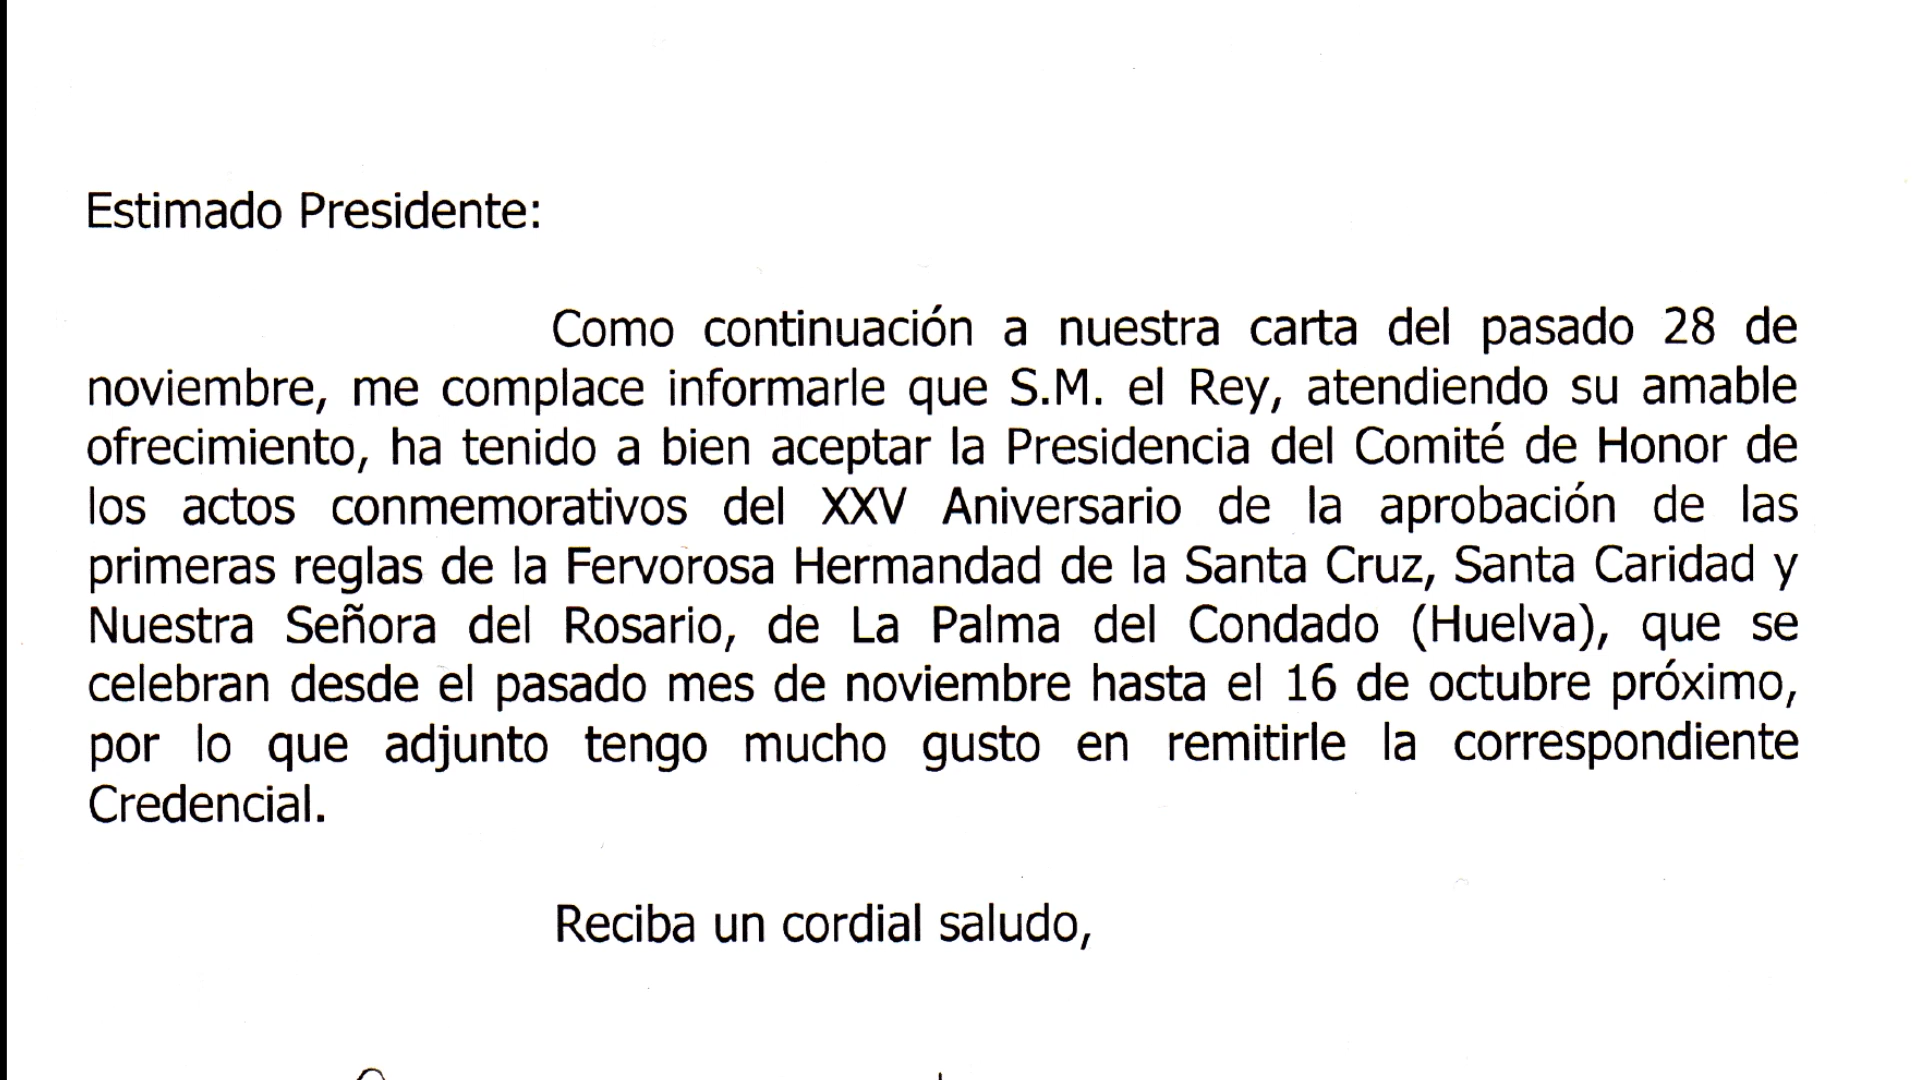 Estimado Presidente:
Como continuación a nuestra carta del pasado 28 de
noviembre, me complace informarle que S.M. el Rey, atendiendo su amable
ofrecimiento, ha tenido a bien aceptar la Presidencia del Comité de Honor de
los actos conmemorativos del XXV Aniversario de la aprobación de las
primeras reglas de la Fervorosa Hermandad de la Santa Cruz, Santa Caridad y
Nuestra Señora del Rosario, de La Palma del Condado (Huelva), que se
celebran desde el pasado mes de noviembre hasta el 16 de octubre próximo,
por lo que adjunto tengo mucho gusto en remitirle la correspondiente
Credencial.
Reciba un cordial saludo,